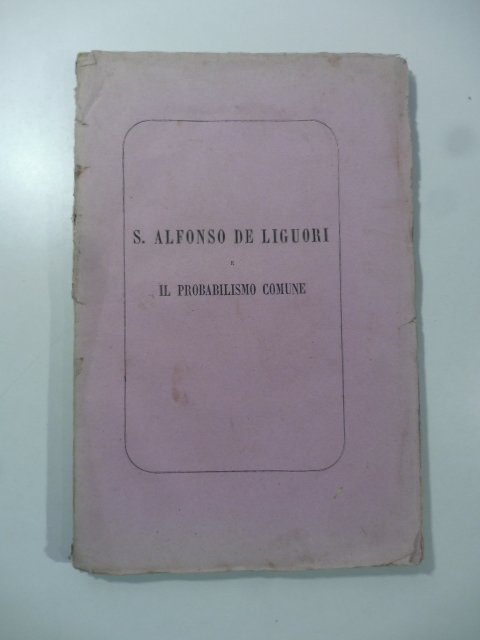 S. ALFONSO DE LIGUORI
E
IL PROBABILISMO COMUNE